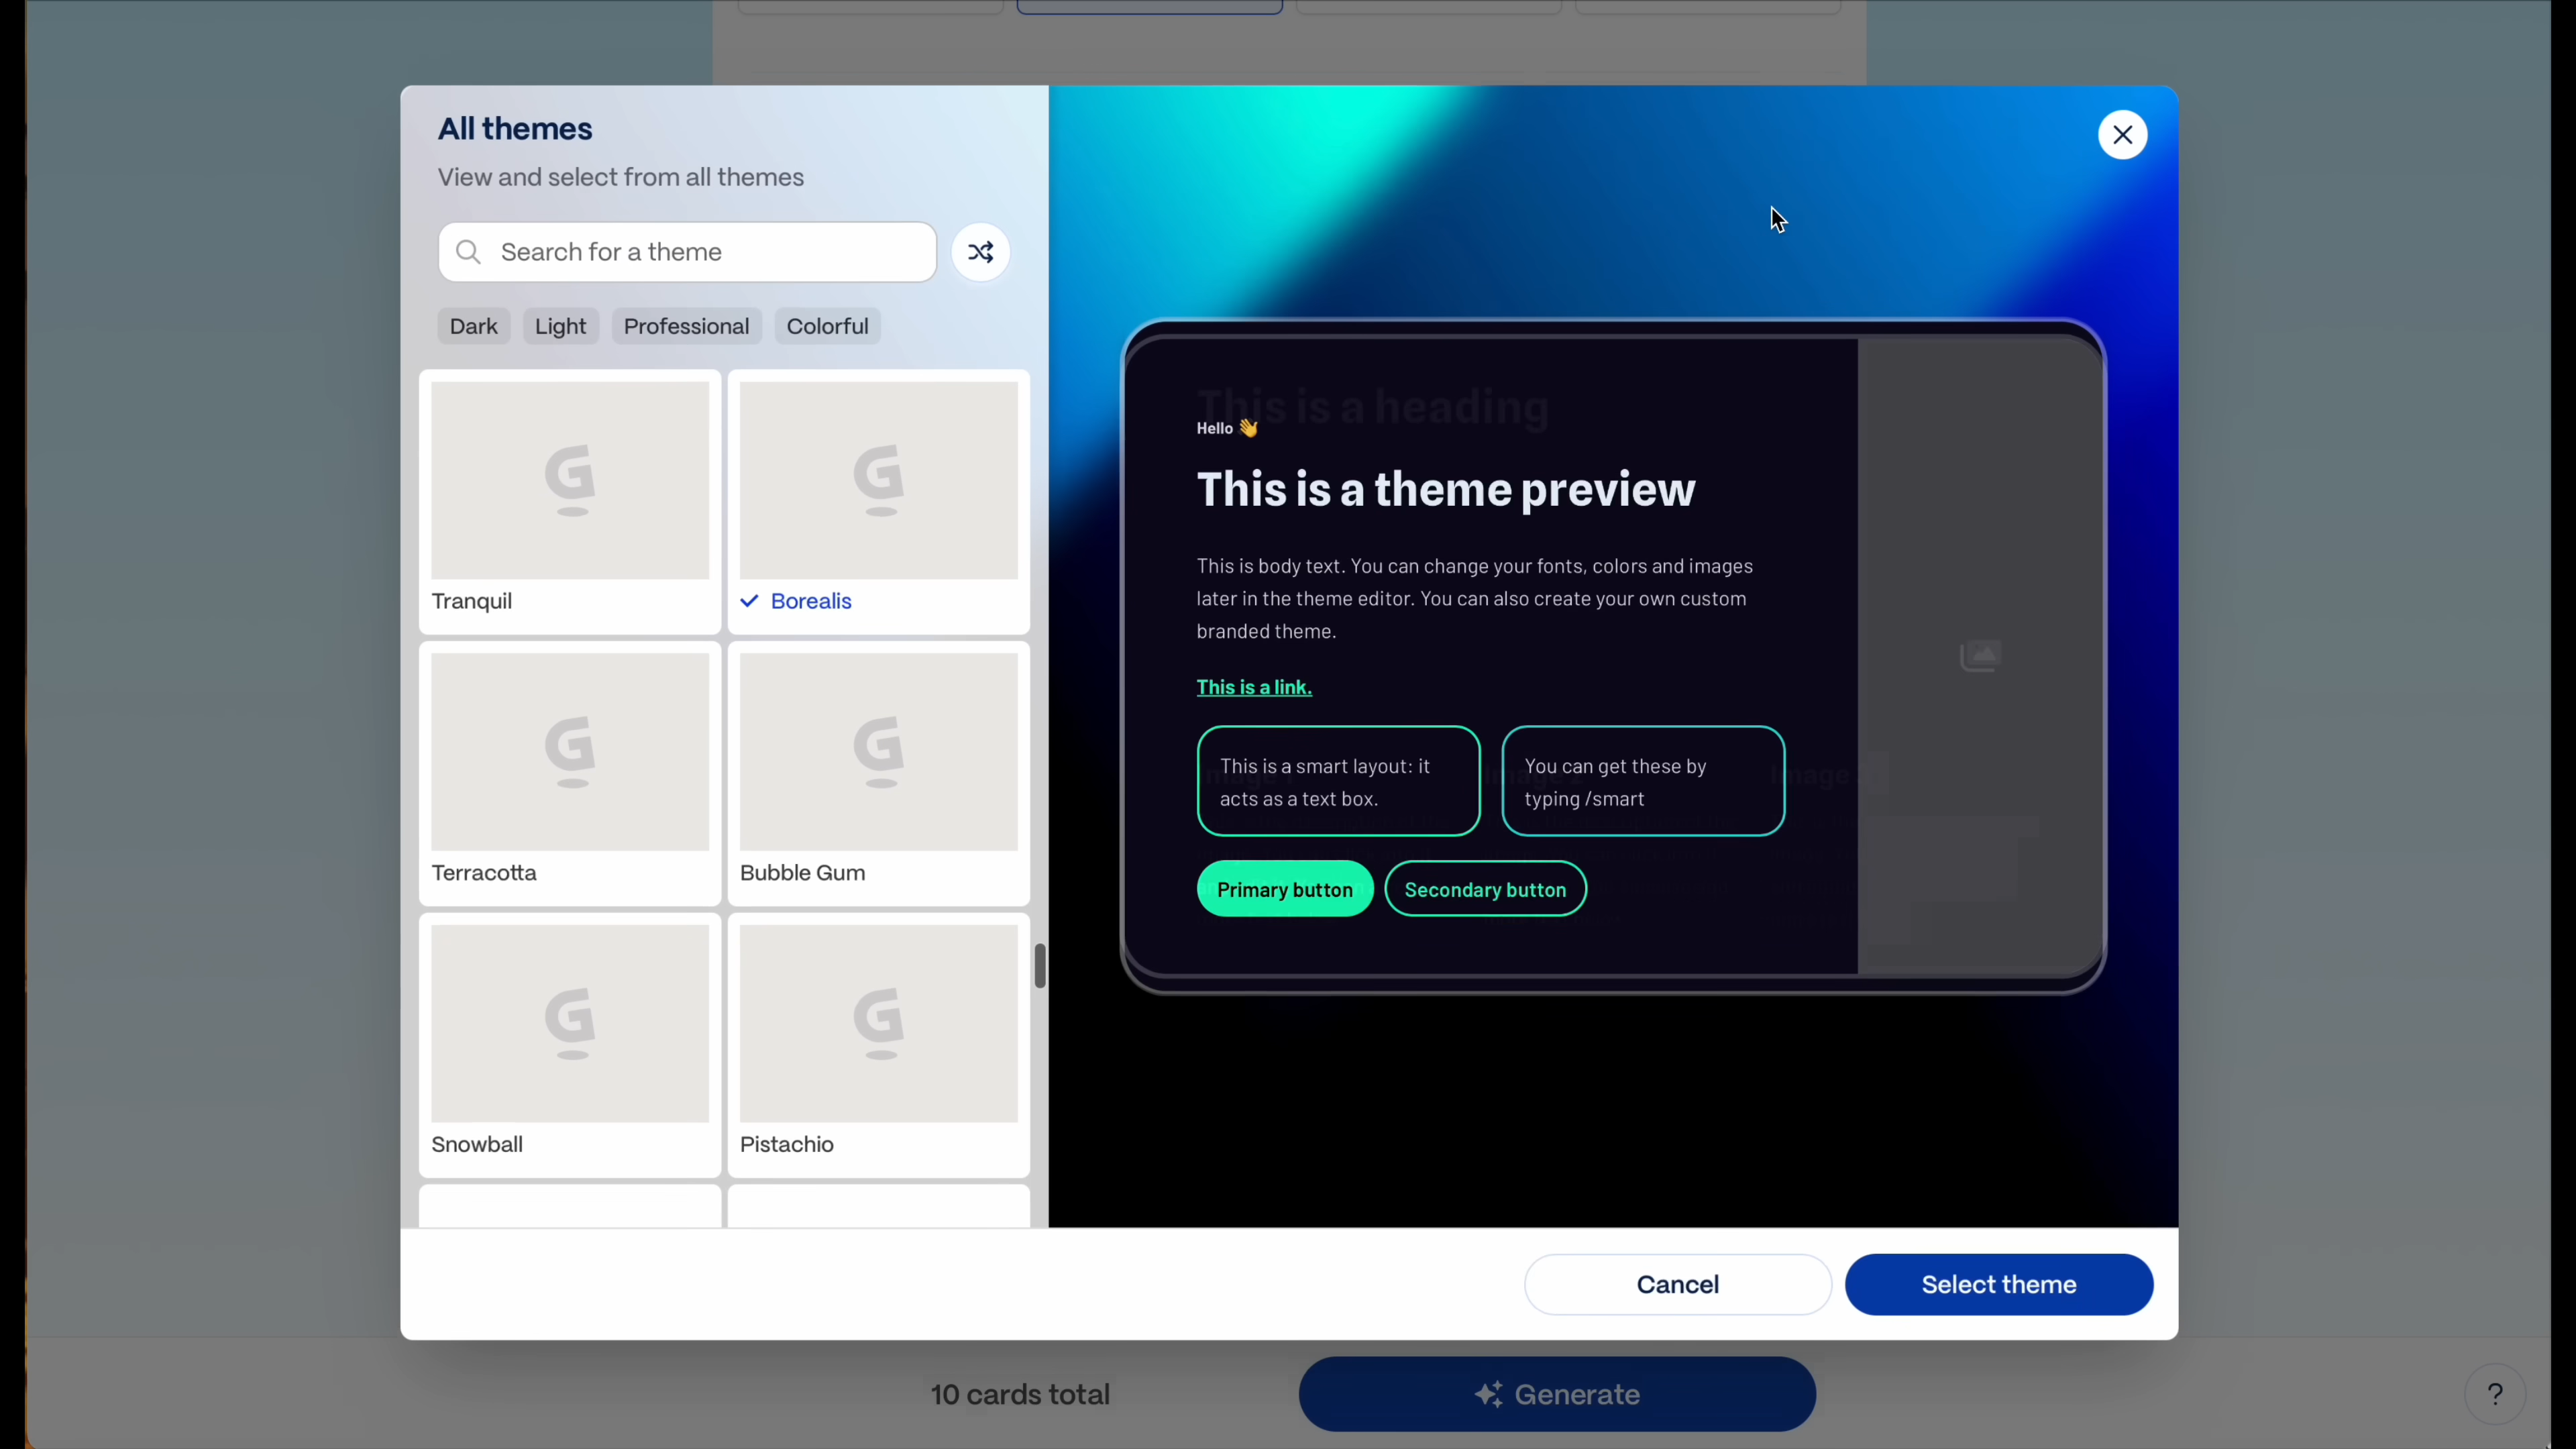 All themes
View and select from all themes
Search for a theme
Dark
Light
Professional
Colorful
Tranquil
Borealis
Terracotta
Bubble Gum
Snowball
Pistachio
This is a heading
Hello 👋
This is a theme preview
This is body text. You can change your fonts, colors and images
later in the theme editor. You can also create your own custom
branded theme.
This is a link.
This is a smart layout: it
acts as a text box.
You can get these by
typing /smart
Primary button
Secondary button
Cancel
Select theme
10 cards total
Generate
?